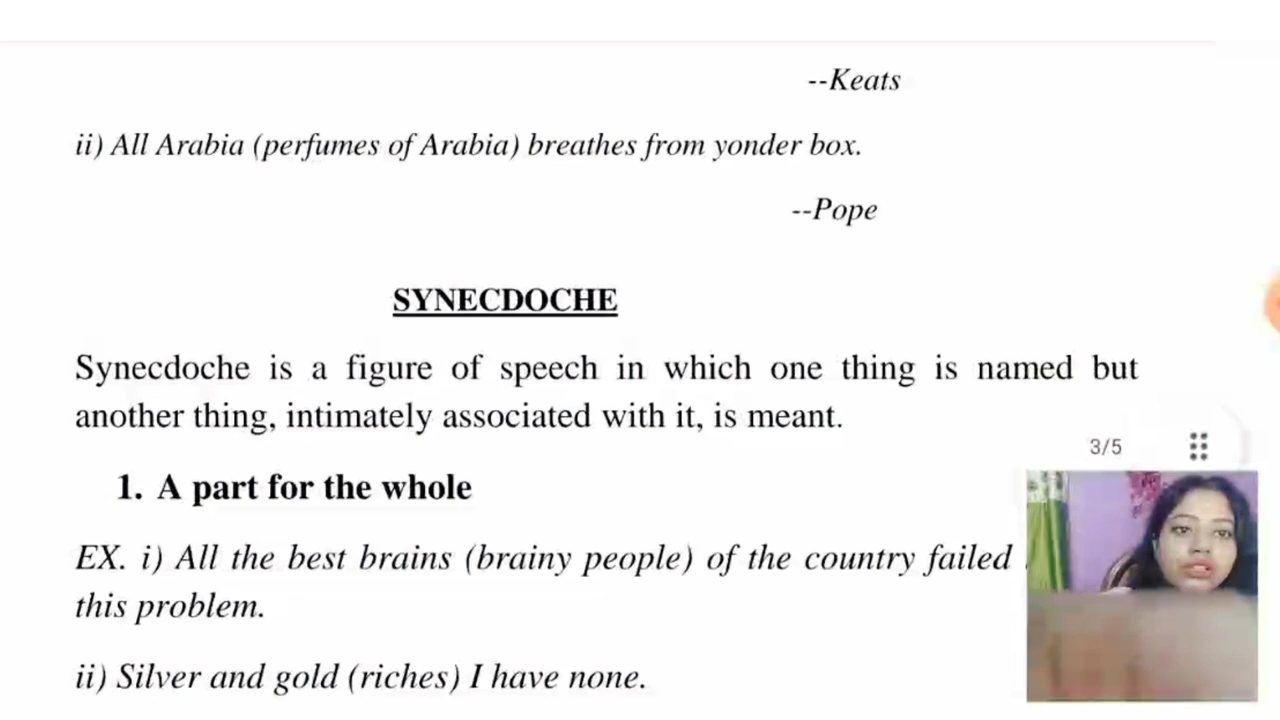 --Keats
ii) All Arabia (perfumes of Arabia) breathes from yonder box.
--Pope
SYNECDOCHE
Synecdoche is a figure of speech in which one thing is named but
another thing, intimately associated with it, is meant.
3/5
1. A part for the whole
EX. i) All the best brains (brainy people) of the country failed
this problem.
ii) Silver and gold (riches) I have none.